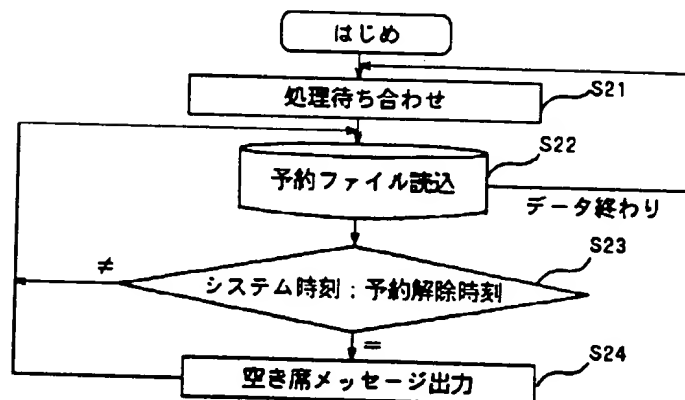 はじめ
処理待ち合わせ
S21
予約ファイル読込
S22
データ終わり
システム時刻:予約解除時刻
S23
≠
=
空き席メッセージ出力
S24